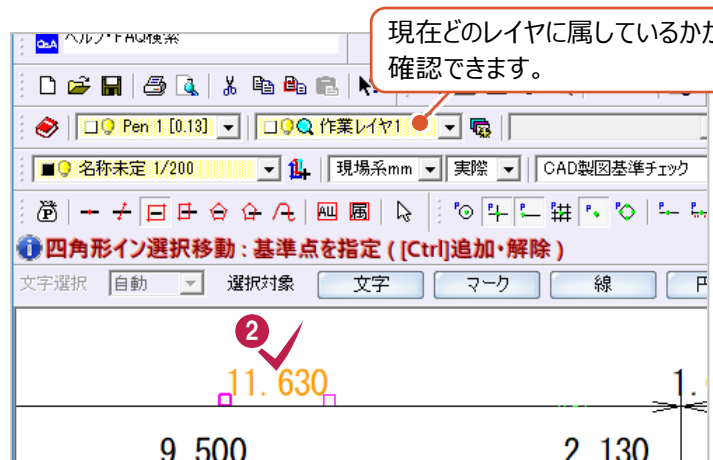 現在どのレイヤに属しているかが
確認できます。
Q&A ヘルプ・FAQ検索
Pen 1 [0.13] 作業レイヤ1
名称未定 1/200 現場系mm 実際 CAD製図基準チェック
ALL 属
四角形イン選択移動 : 基準点を指定 ( [Ctrl]追加・解除 )
文字選択 自動 選択対象 文字 マーク 線 円
2
11.630 1.
9.500 2.130